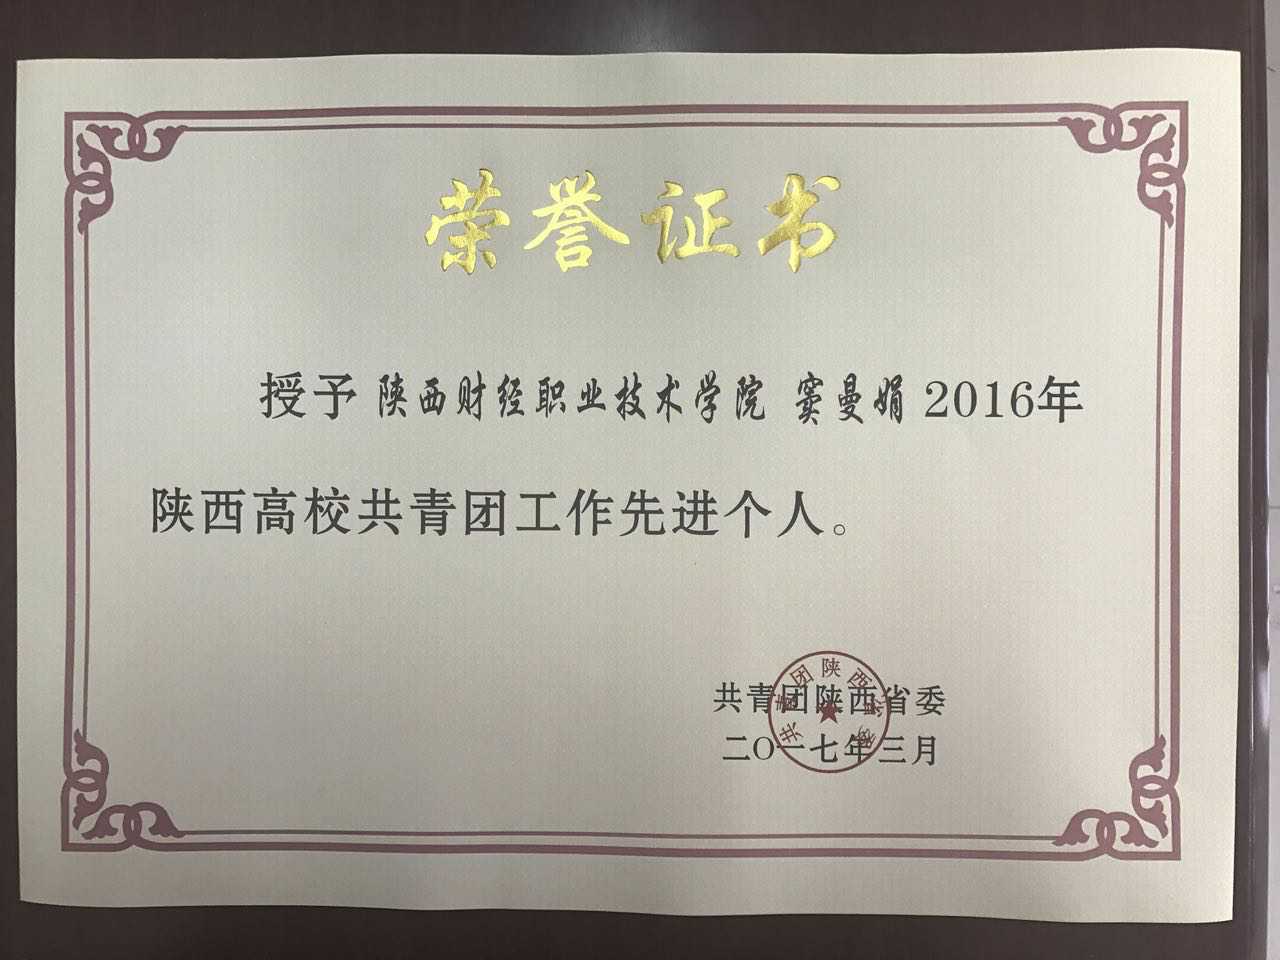 荣誉证书
授予 陕西财经职业技术学院 窦曼娟 2016年
陕西高校共青团工作先进个人。
共青团陕西省委
二〇一七年三月